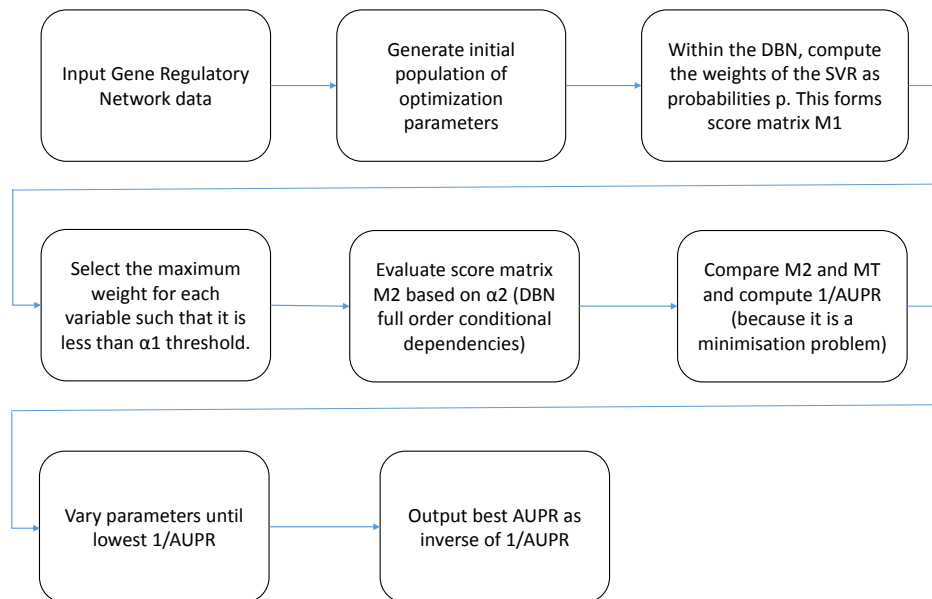 Input Gene Regulatory
Network data
Generate initial
population of
optimization
parameters
Within the DBN, compute
the weights of the SVR as
probabilities p. This forms
score matrix M1
Select the maximum
weight for each
variable such that it is
less than α1 threshold.
Evaluate score matrix
M2 based on α2 (DBN
full order conditional
dependencies)
Compare M2 and MT
and compute 1/AUPR
(because it is a
minimisation problem)
Vary parameters until
lowest 1/AUPR
Output best AUPR as
inverse of 1/AUPR